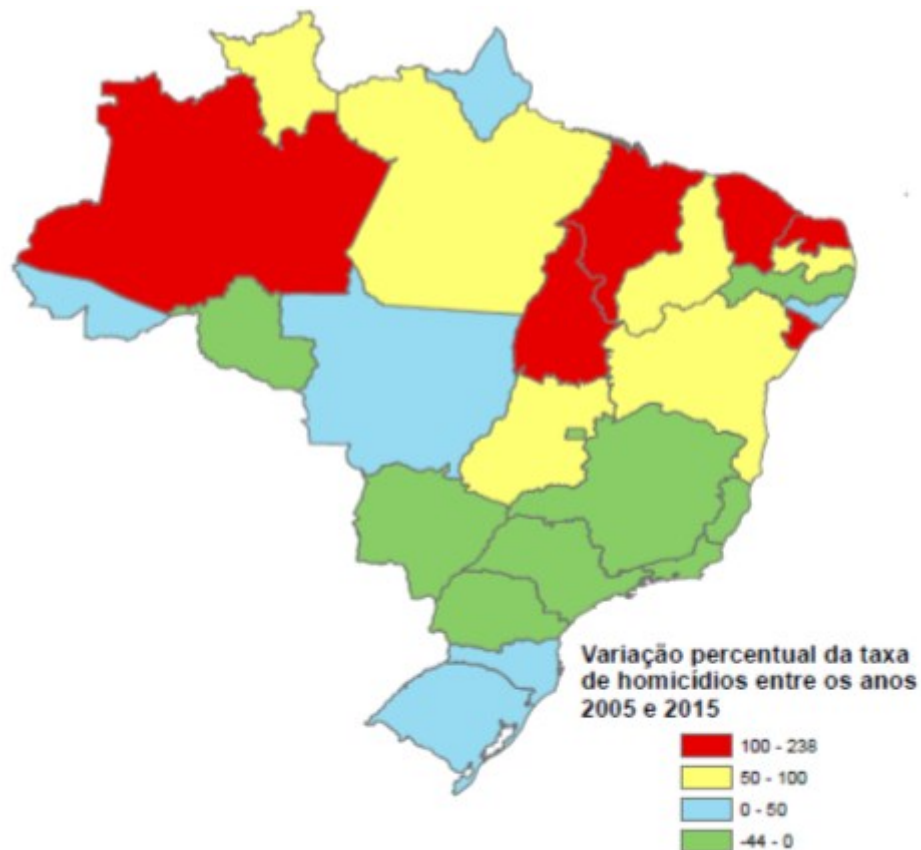 Variação percentual da taxa
de homicídios entre os anos
2005 e 2015
100 - 238
50 - 100
0 - 50
-44 - 0